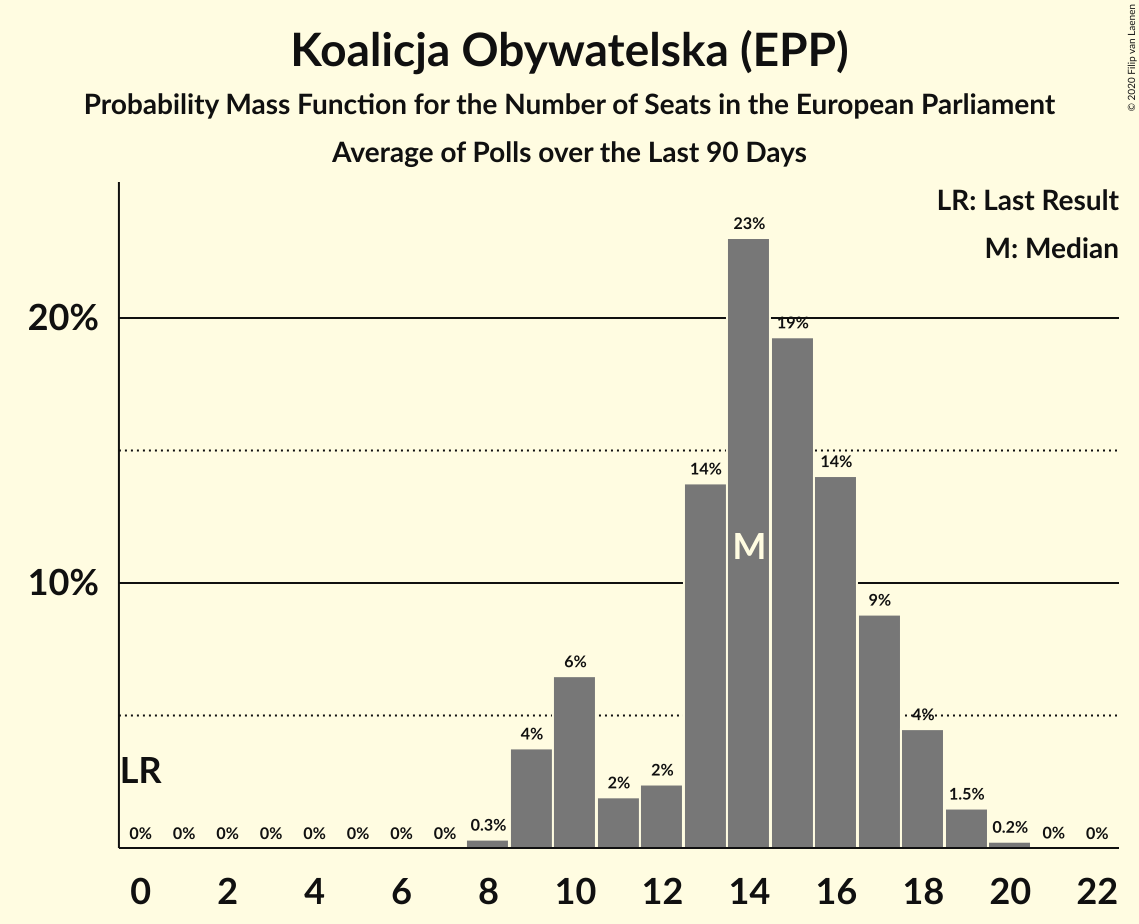 Koalicja Obywatelska (EPP)
Probability Mass Function for the Number of Seats in the European Parliament
Average of Polls over the Last 90 Days
© 2020 Filip van Laenen
LR: Last Result
M: Median
20%
10%
LR
M
0% 0% 0% 0% 0% 0% 0% 0% 0.3% 4% 6% 2% 2% 14% 23% 19% 14% 9% 4% 1.5% 0.2% 0% 0%
0 2 4 6 8 10 12 14 16 18 20 22